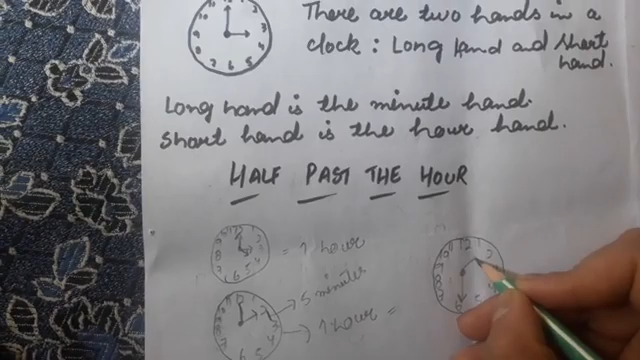 There are two hands in a
clock : Long Hand and Short
hand.
Long hand is the minute hand.
Short hand is the hour hand.
HALF PAST THE HOUR
= 1 hour
5 minutes
1 hour =